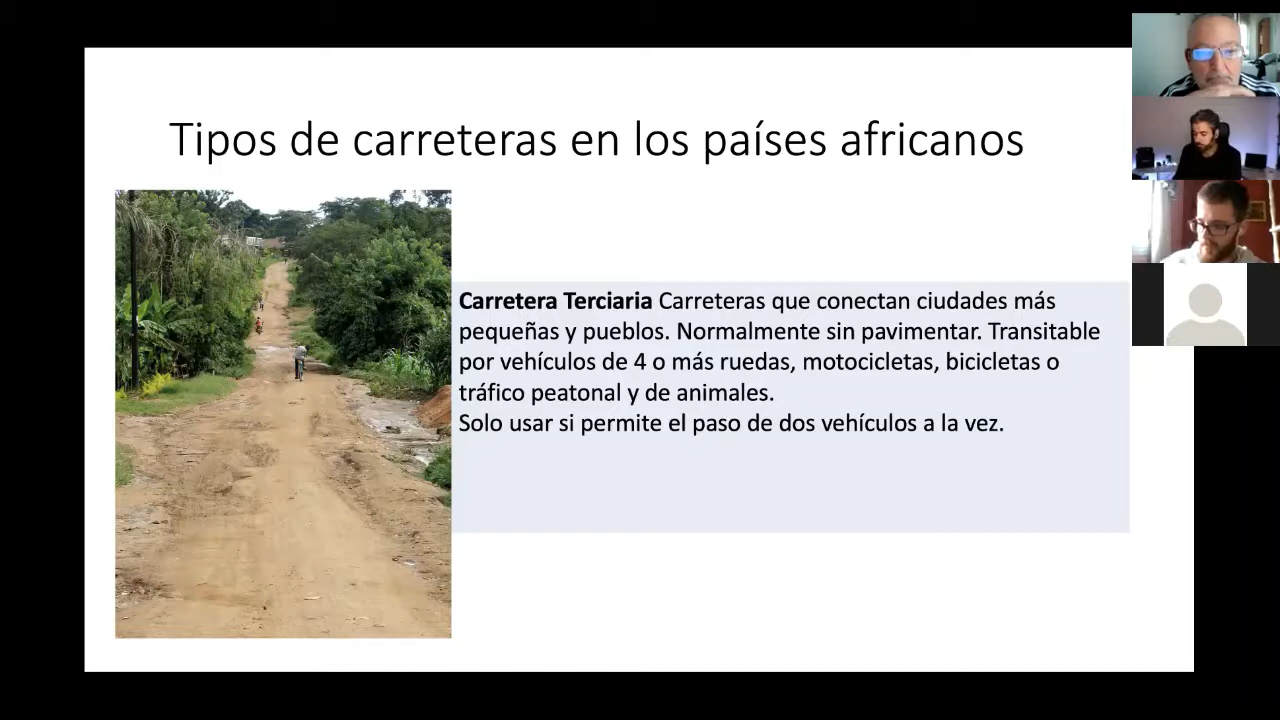 Tipos de carreteras en los países africanos
Carretera Terciaria Carreteras que conectan ciudades más
pequeñas y pueblos. Normalmente sin pavimentar. Transitable
por vehículos de 4 o más ruedas, motocicletas, bicicletas o
tráfico peatonal y de animales.
Solo usar si permite el paso de dos vehículos a la vez.